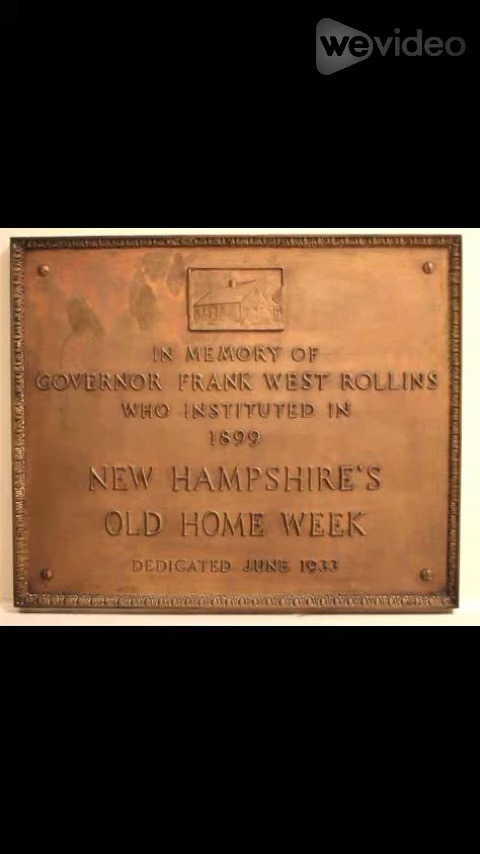 wevideo
IN MEMORY OF
GOVERNOR FRANK WEST ROLLINS
WHO INSTITUTED IN
1899
NEW HAMPSHIRE'S
OLD HOME WEEK
DEDICATED JUNE 1933